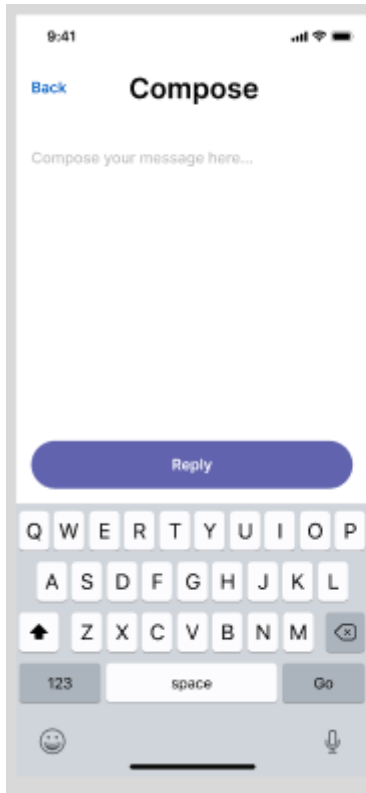 9:41
Back Compose
Compose your message here...
Reply
Q W E R T Y U I O P
A S D F G H J K L
Z X C V B N M
123 space Go